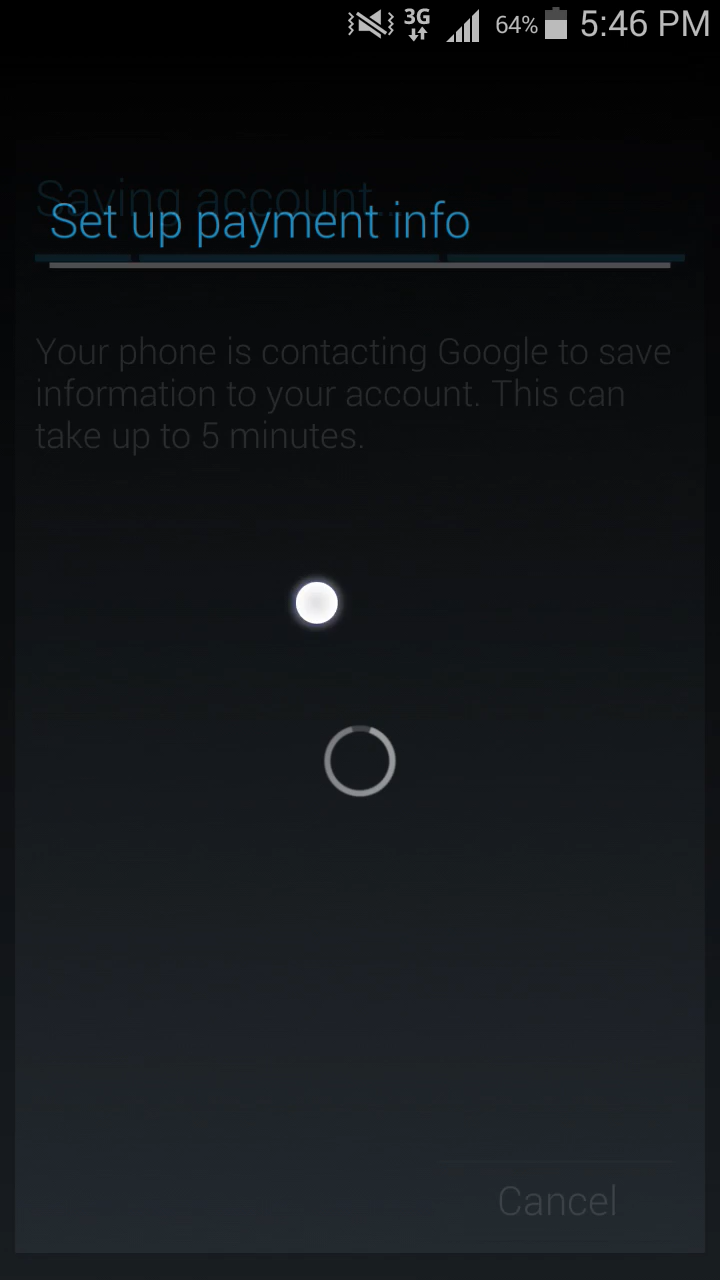 3G 64% 5:46 PM
Saving account...
Set up payment info
Your phone is contacting Google to save
information to your account. This can
take up to 5 minutes.
Cancel